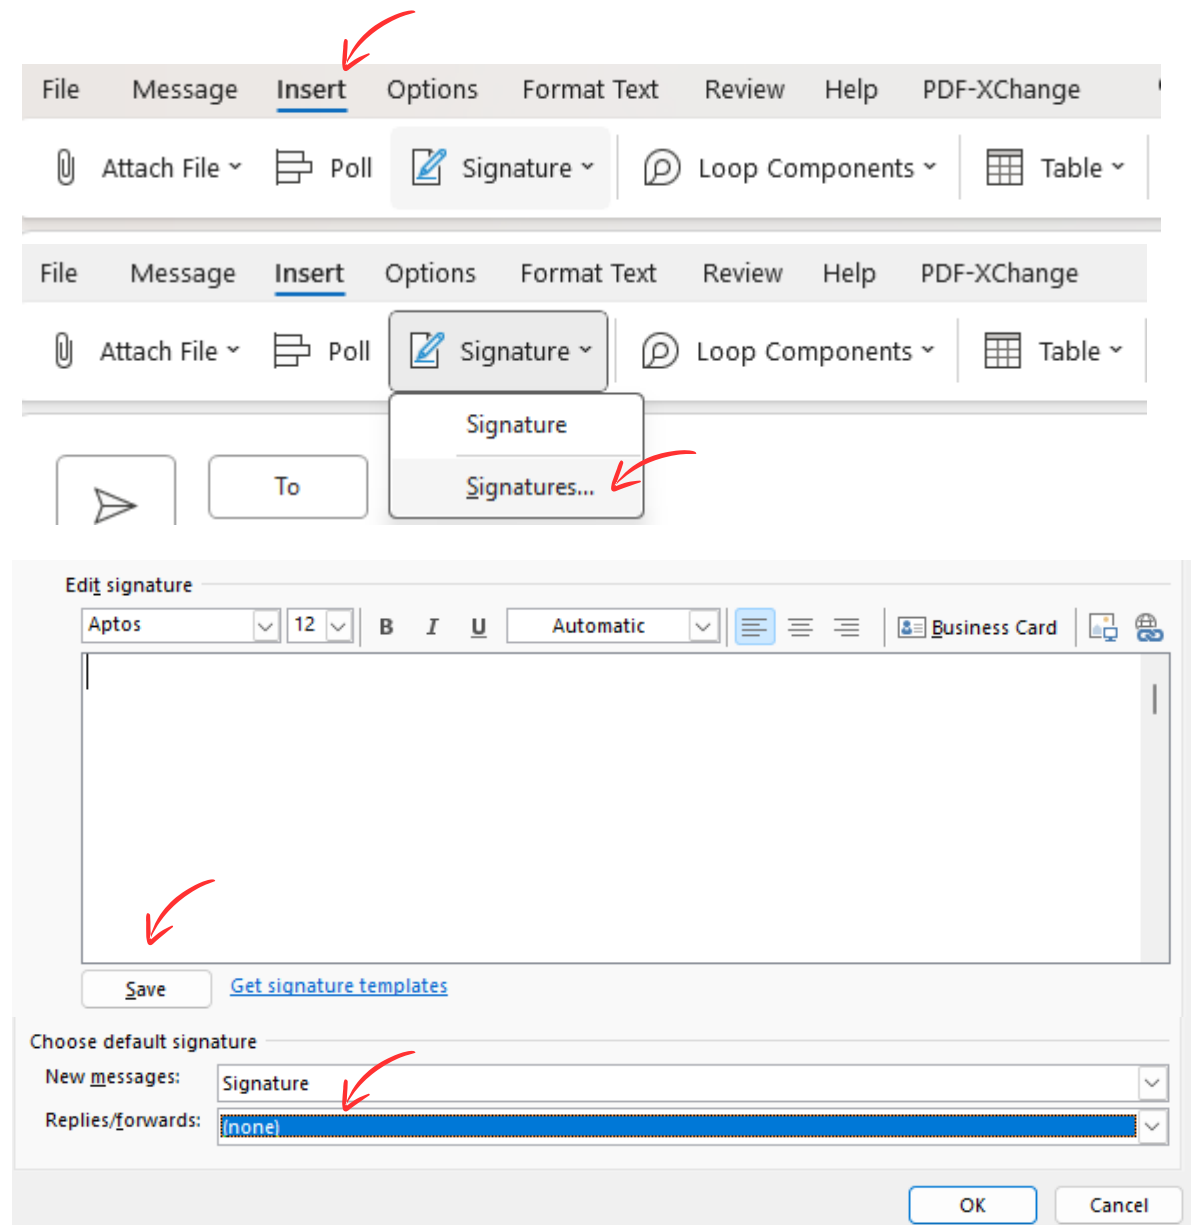 File Message Insert Options Format Text Review Help PDF-XChange
Attach File Poll Signature Loop Components Table
File Message Insert Options Format Text Review Help PDF-XChange
Attach File Poll Signature Loop Components Table
Signature
To Signatures...
Edit signature
Aptos 12 B I U Automatic Business Card
Save Get signature templates
Choose default signature
New messages: Signature
Replies/forwards: (none)
OK Cancel